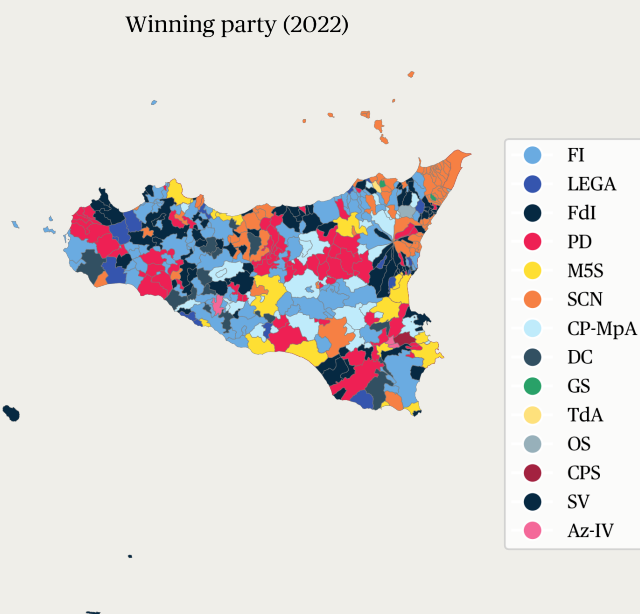 Winning party (2022)
FI
LEGA
FdI
PD
M5S
SCN
CP-MpA
DC
GS
TdA
OS
CPS
SV
Az-IV